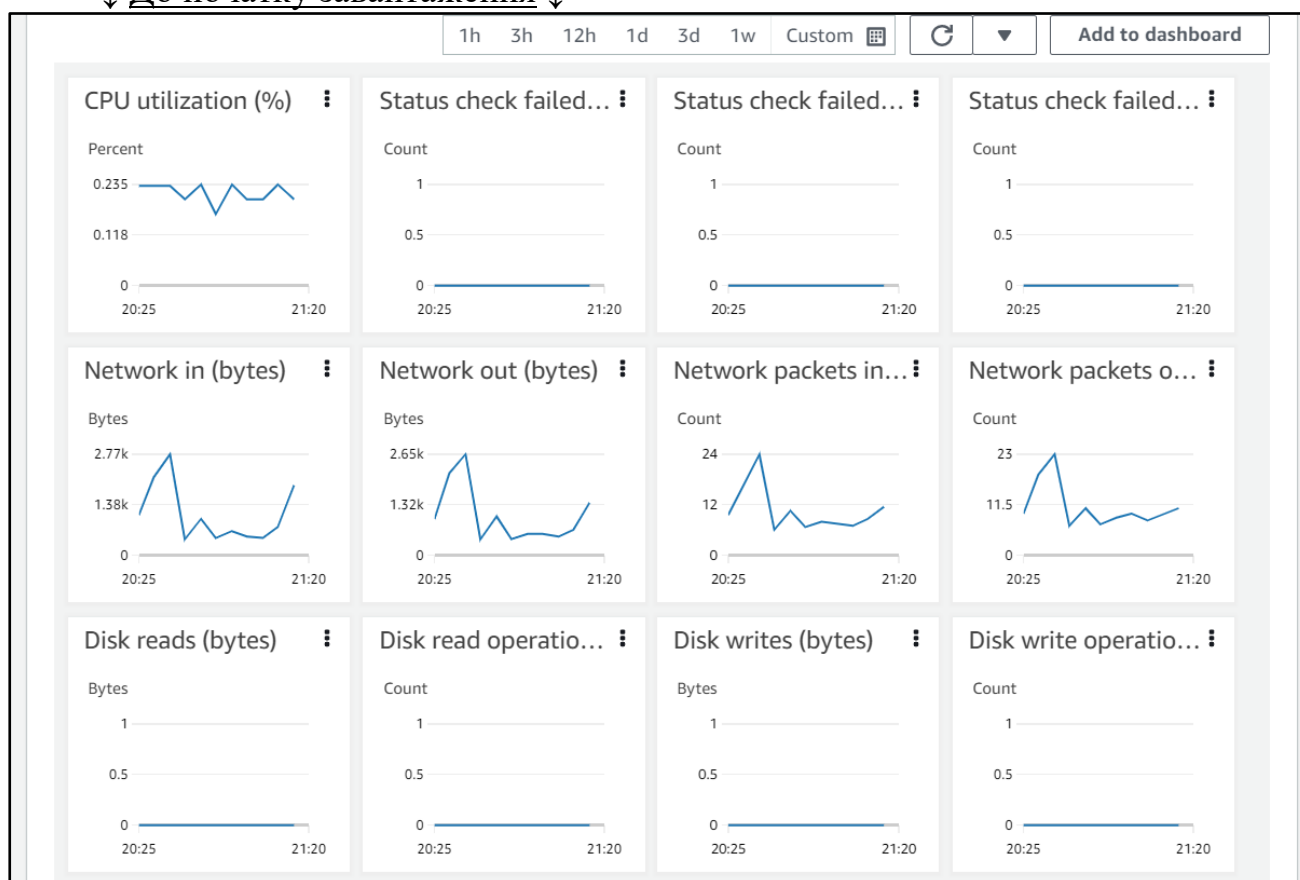 ↓ До початку завантаження ↓
1h 3h 12h 1d 3d 1w Custom Add to dashboard
CPU utilization (%) Status check failed... Status check failed... Status check failed...
Percent Count Count Count
0.235 1 1 1
0.118 0.5 0.5 0.5
0 0 0 0
20:25 21:20 20:25 21:20 20:25 21:20 20:25 21:20
Network in (bytes) Network out (bytes) Network packets in... Network packets o...
Bytes Bytes Count Count
2.77k 2.65k 24 23
1.58k 1.32k 12 11.5
0 0 0 0
20:25 21:20 20:25 21:20 20:25 21:20 20:25 21:20
Disk reads (bytes) Disk read operatio... Disk writes (bytes) Disk write operatio...
Bytes Count Bytes Count
1 1 1 1
0.5 0.5 0.5 0.5
0 0 0 0
20:25 21:20 20:25 21:20 20:25 21:20 20:25 21:20